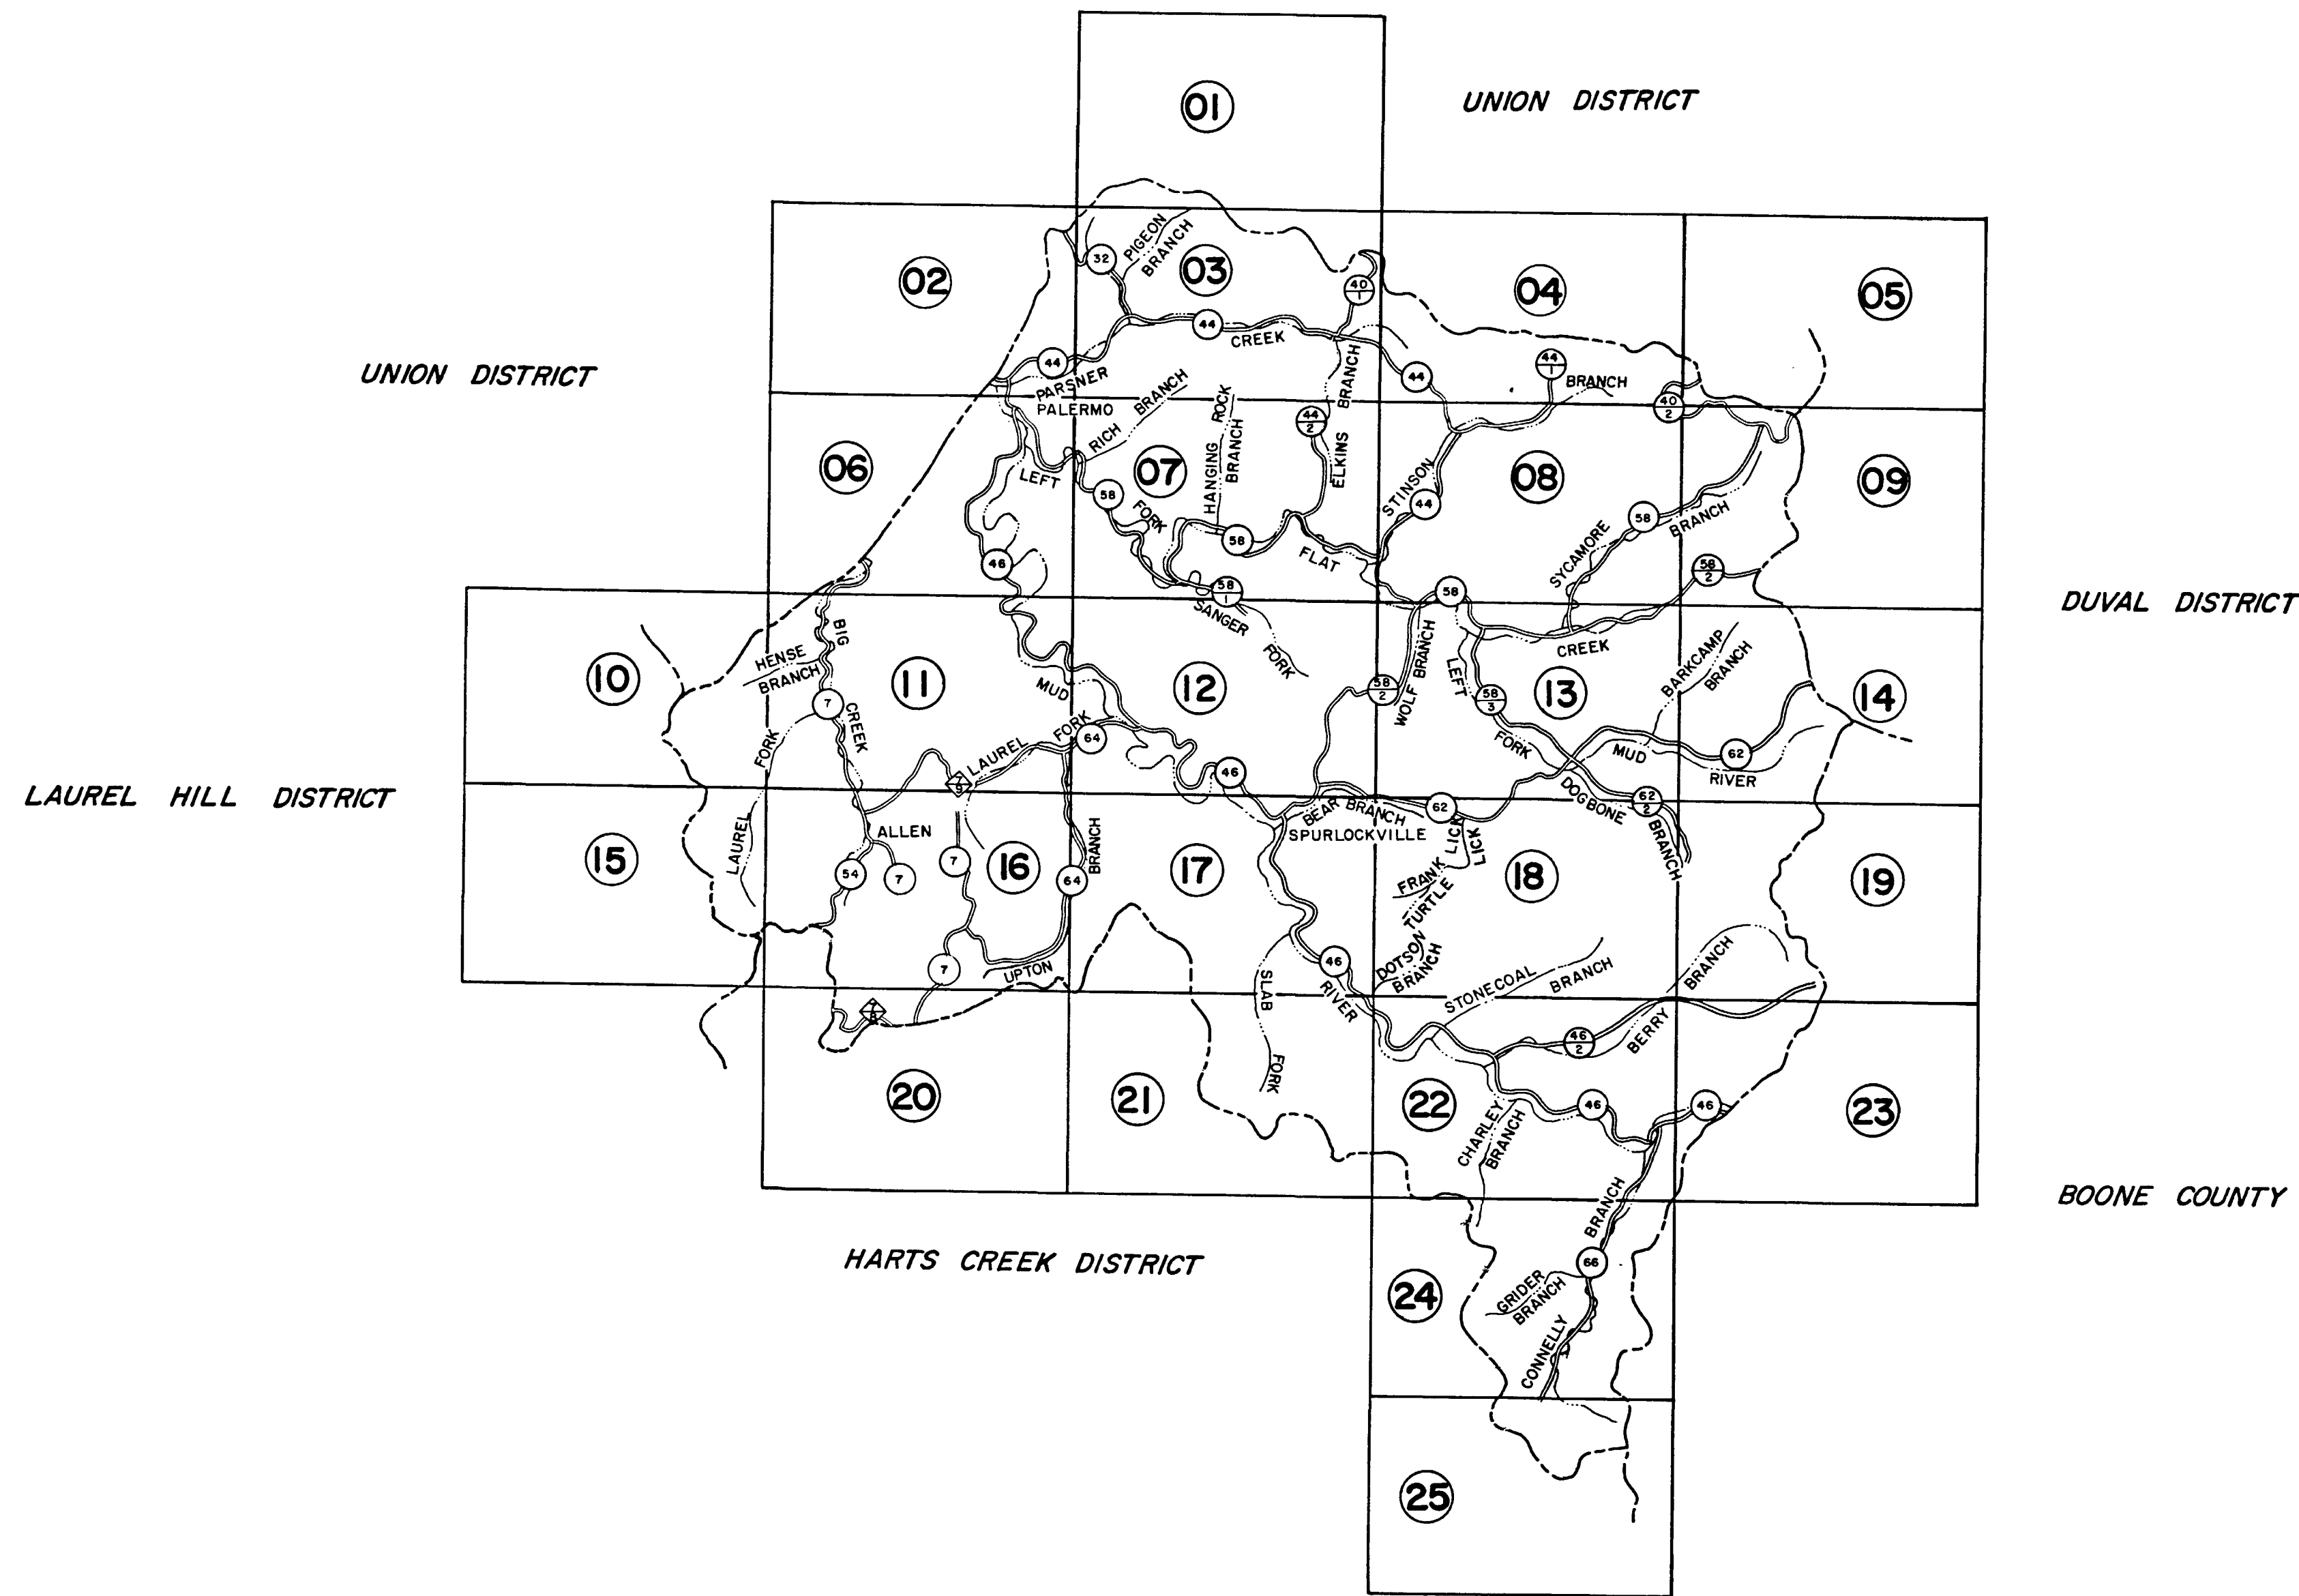 01
UNION DISTRICT
02
32
PIGEON
BRANCH
03
40
1
04
05
UNION DISTRICT
44
44
CREEK
44
44
1
BRANCH
40
2
PARSNER
PALERMO
RICH BRANCH
06
LEFT
07
58
FORK
HANGING ROCK
BRANCH
44
2
ELKINS BRANCH
58
FLAT
STINSON
44
08
58
SYCAMORE
BRANCH
09
58
2
46
58
1
SANGER
FORK
58
DUVAL DISTRICT
10
HENSE
BRANCH
BIG
CREEK
7
11
MUD
12
58
2
WOLF BRANCH
LEFT
FORK
58
3
13
CREEK
BARKCAMP
BRANCH
14
MUD
RIVER
62
FORK
LAUREL
7
9
LAUREL FORK
64
46
LAUREL HILL DISTRICT
15
ALLEN
54
7
7
16
64
BRANCH
17
BEAR BRANCH
SPURLOCKVILLE
62
FRANK LICK
TURTLE LICK
DOGBONE
BRANCH
62
2
18
19
7
UPTON
SLAB
FORK
46
RIVER
DOTSON
BRANCH
STONECOAL BRANCH
BERRY BRANCH
7
8
46
2
20
21
22
CHARLEY
BRANCH
46
46
23
BOONE COUNTY
HARTS CREEK DISTRICT
24
66
GRIDER
BRANCH
CONNELLY
BRANCH
25